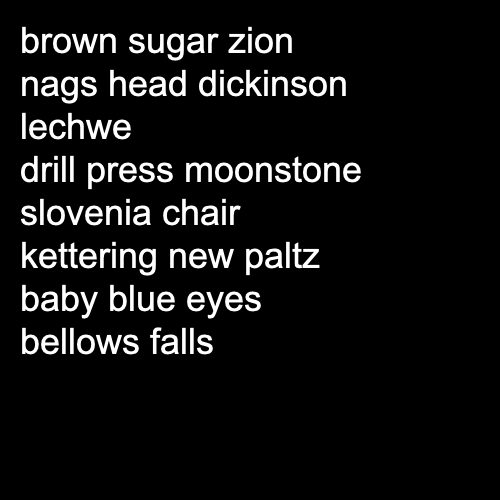 brown sugar zion
nags head dickinson
lechwe
drill press moonstone
slovenia chair
kettering new paltz
baby blue eyes
bellows falls